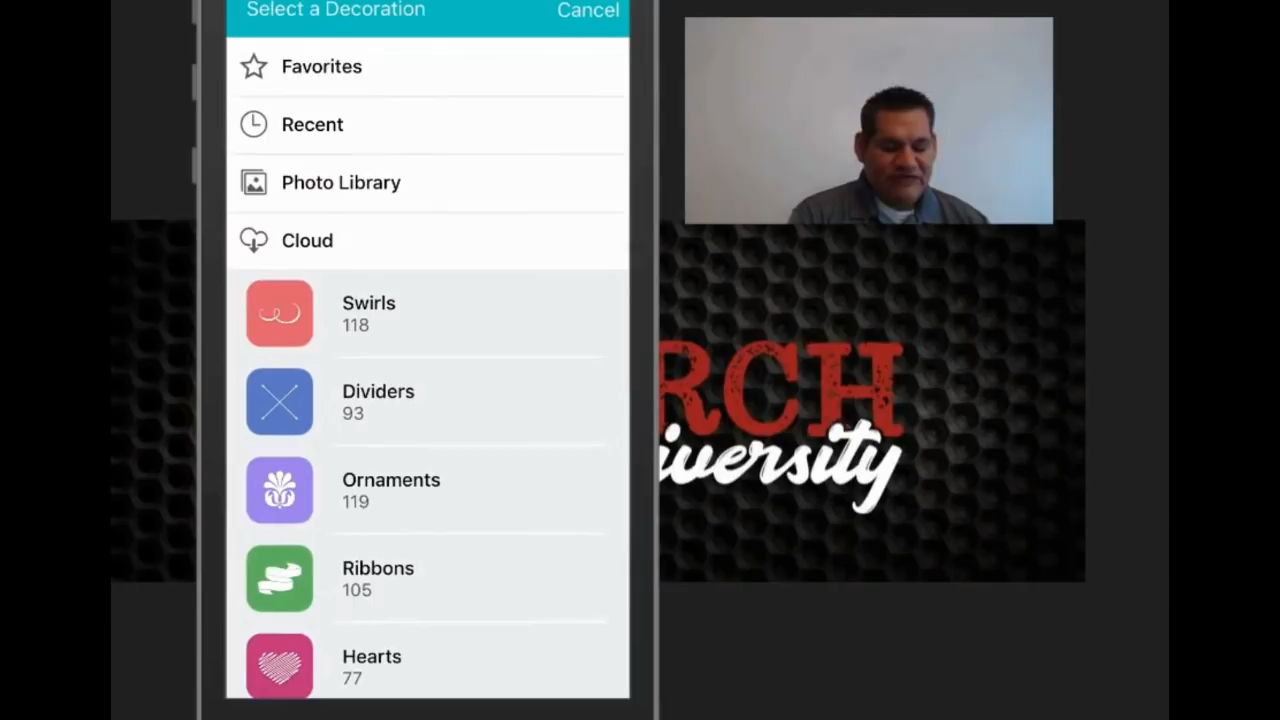 Select a Decoration
Cancel
Favorites
Recent
Photo Library
Cloud
Swirls
118
Dividers
93
Ornaments
119
Ribbons
105
Hearts
77
RCH
iversity